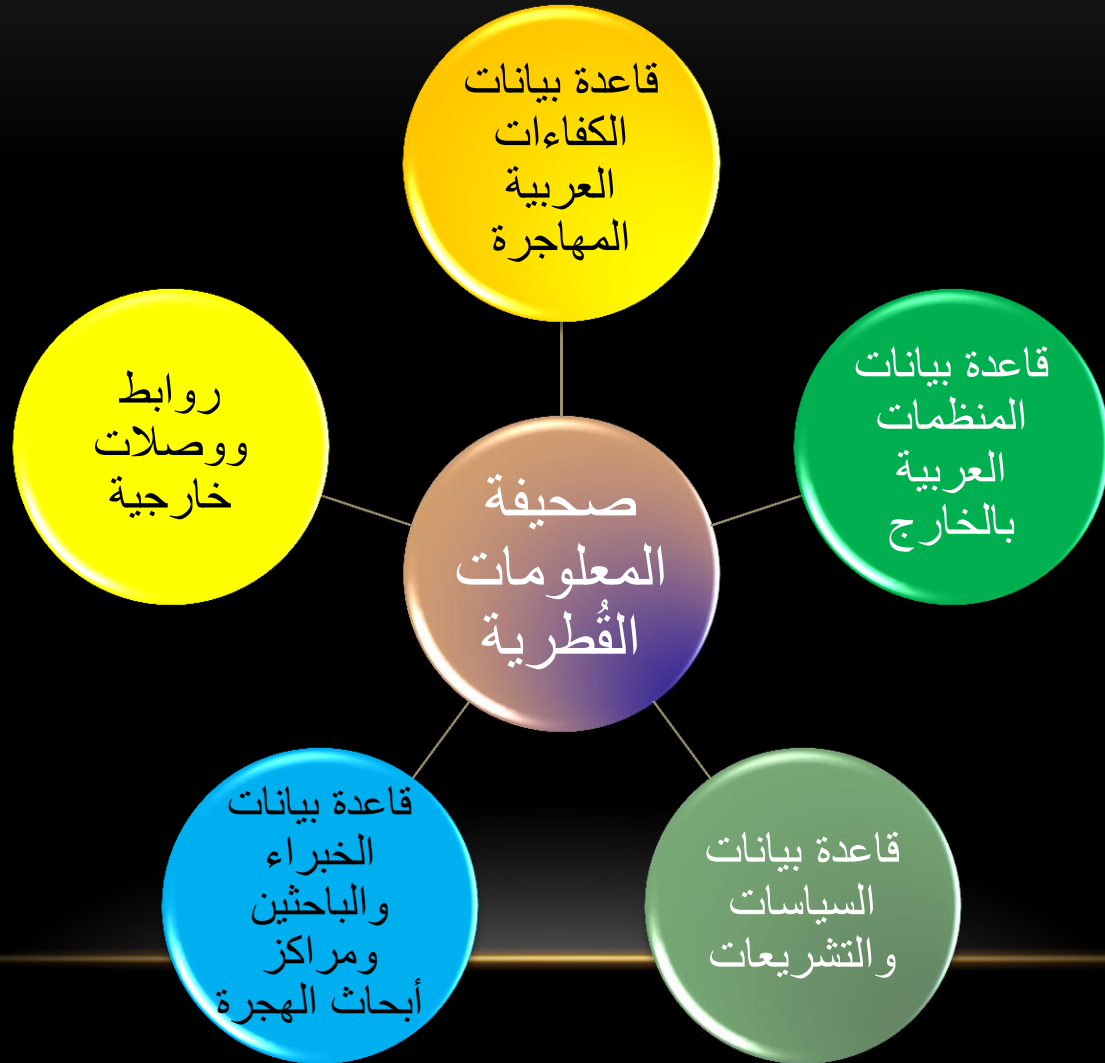 قاعدة بيانات
الكفاءات
العربية
المهاجرة
قاعدة بيانات
المنظمات
العربية
بالخارج
روابط
ووصلات
خارجية
صحيفة
المعلومات
القُطرية
قاعدة بيانات
السياسات
والتشريعات
قاعدة بيانات
الخبراء
والباحثين
ومراكز
أبحاث الهجرة